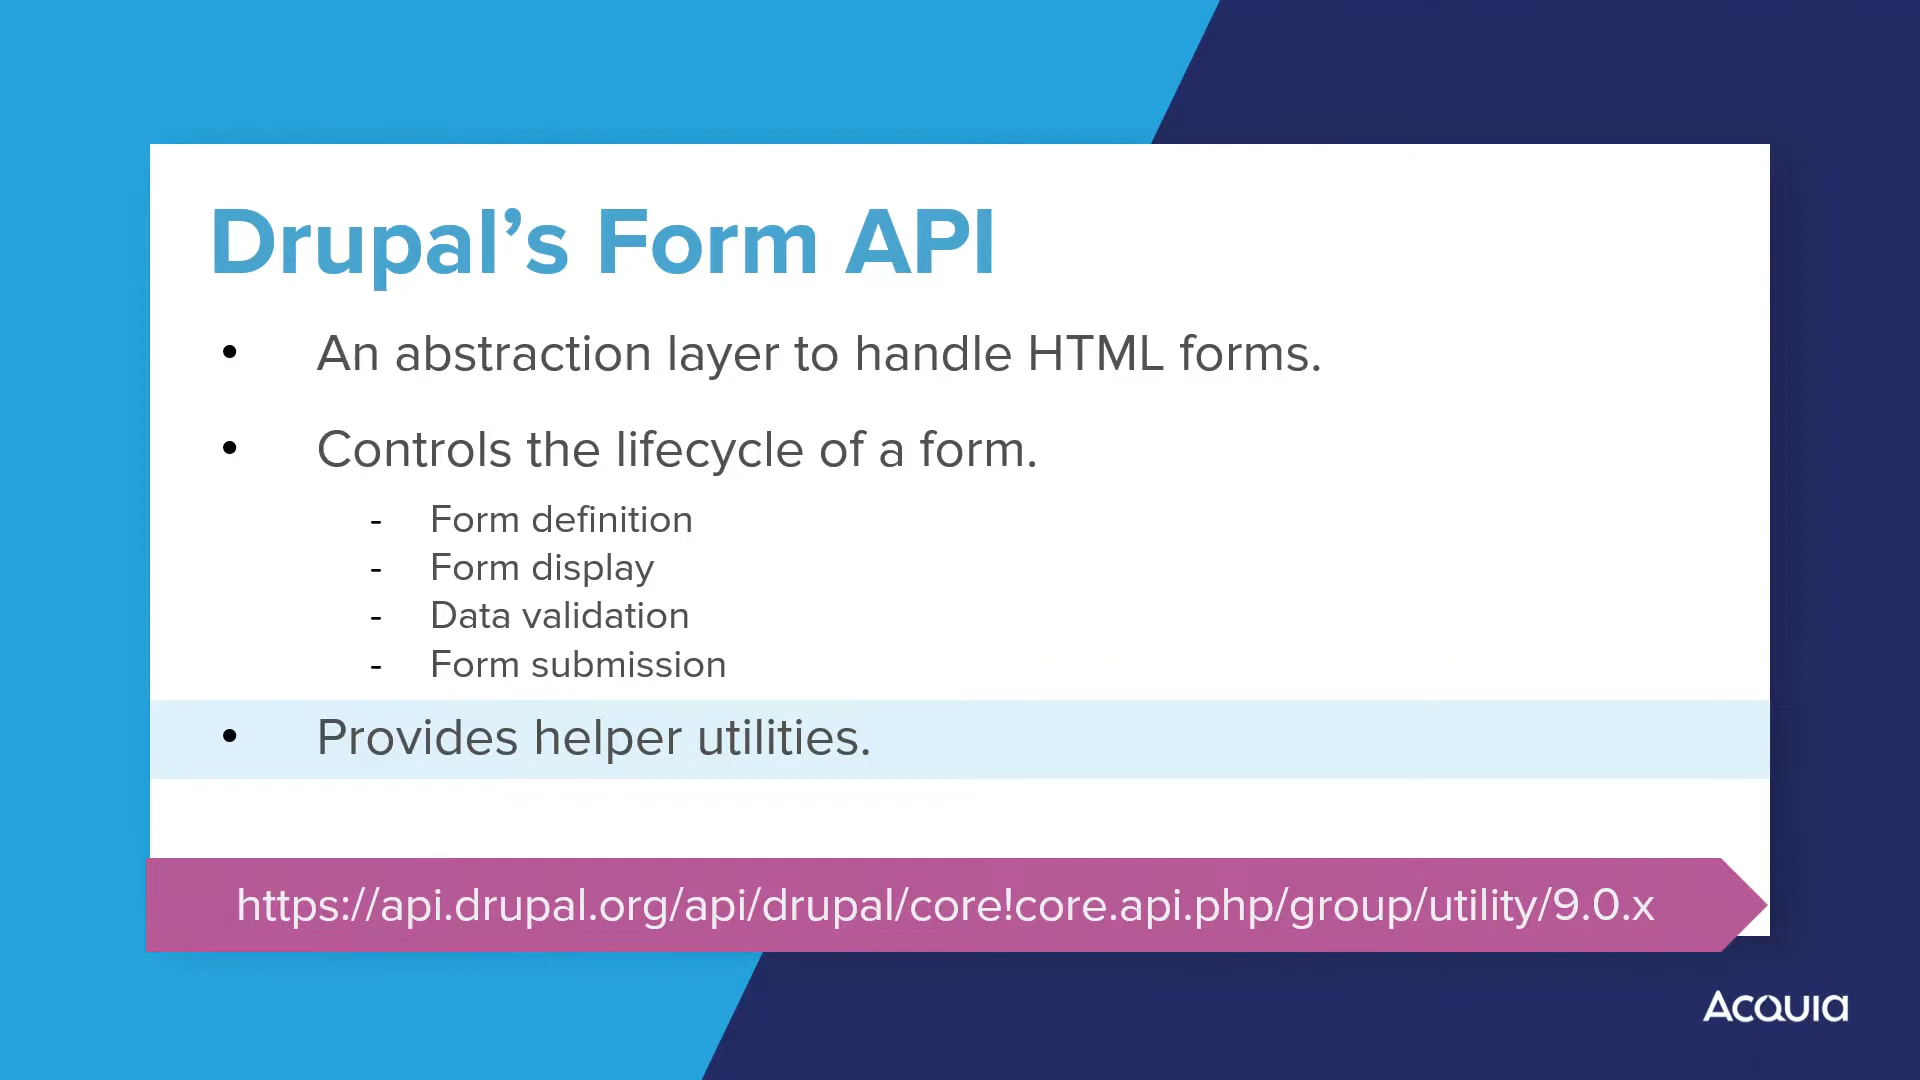 Drupal’s Form API
• An abstraction layer to handle HTML forms.
• Controls the lifecycle of a form.
- Form definition
- Form display
- Data validation
- Form submission
• Provides helper utilities.
https://api.drupal.org/api/drupal/core!core.api.php/group/utility/9.0.x
Acquia